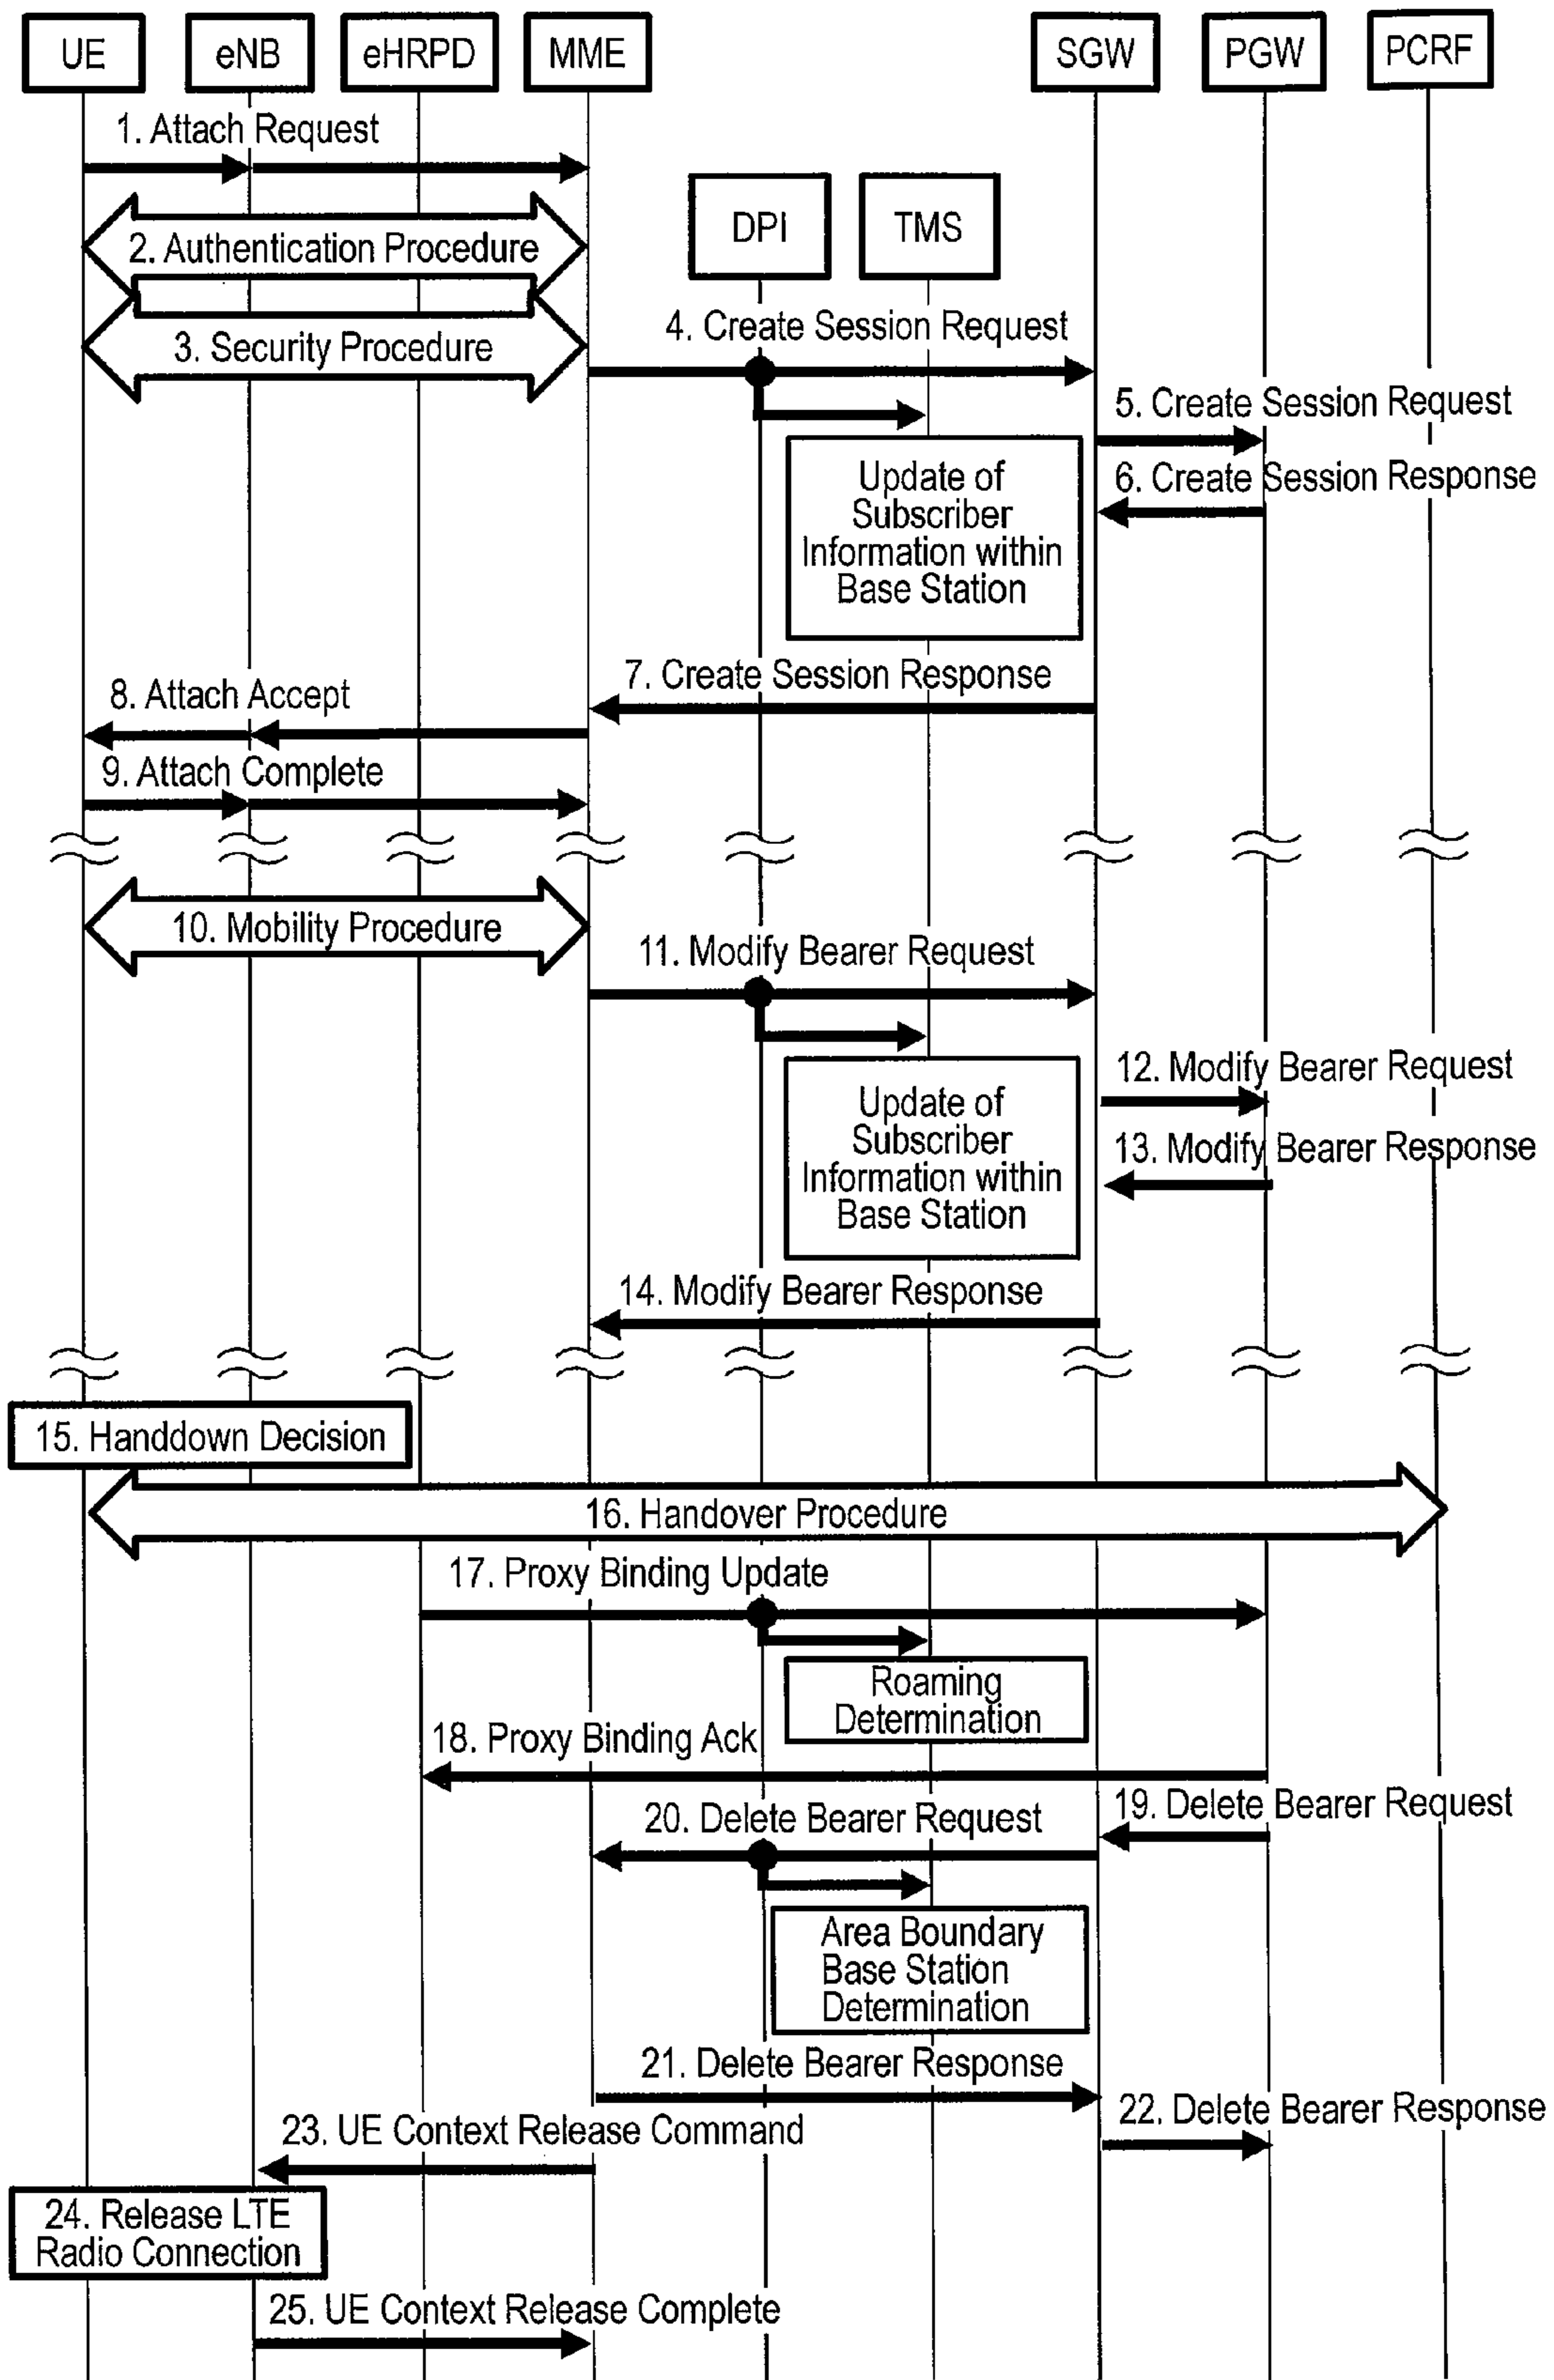 UE
eNB
eHRPD
MME
SGW
PGW
PCRF
1. Attach Request
DPI
TMS
2. Authentication Procedure
3. Security Procedure
4. Create Session Request
5. Create Session Request
6. Create Session Response
Update of
Subscriber
Information within
Base Station
7. Create Session Response
8. Attach Accept
9. Attach Complete
10. Mobility Procedure
11. Modify Bearer Request
12. Modify Bearer Request
13. Modify Bearer Response
Update of
Subscriber
Information within
Base Station
14. Modify Bearer Response
15. Handdown Decision
16. Handover Procedure
17. Proxy Binding Update
Roaming
Determination
18. Proxy Binding Ack
19. Delete Bearer Request
20. Delete Bearer Request
Area Boundary
Base Station
Determination
21. Delete Bearer Response
22. Delete Bearer Response
23. UE Context Release Command
24. Release LTE
Radio Connection
25. UE Context Release Complete